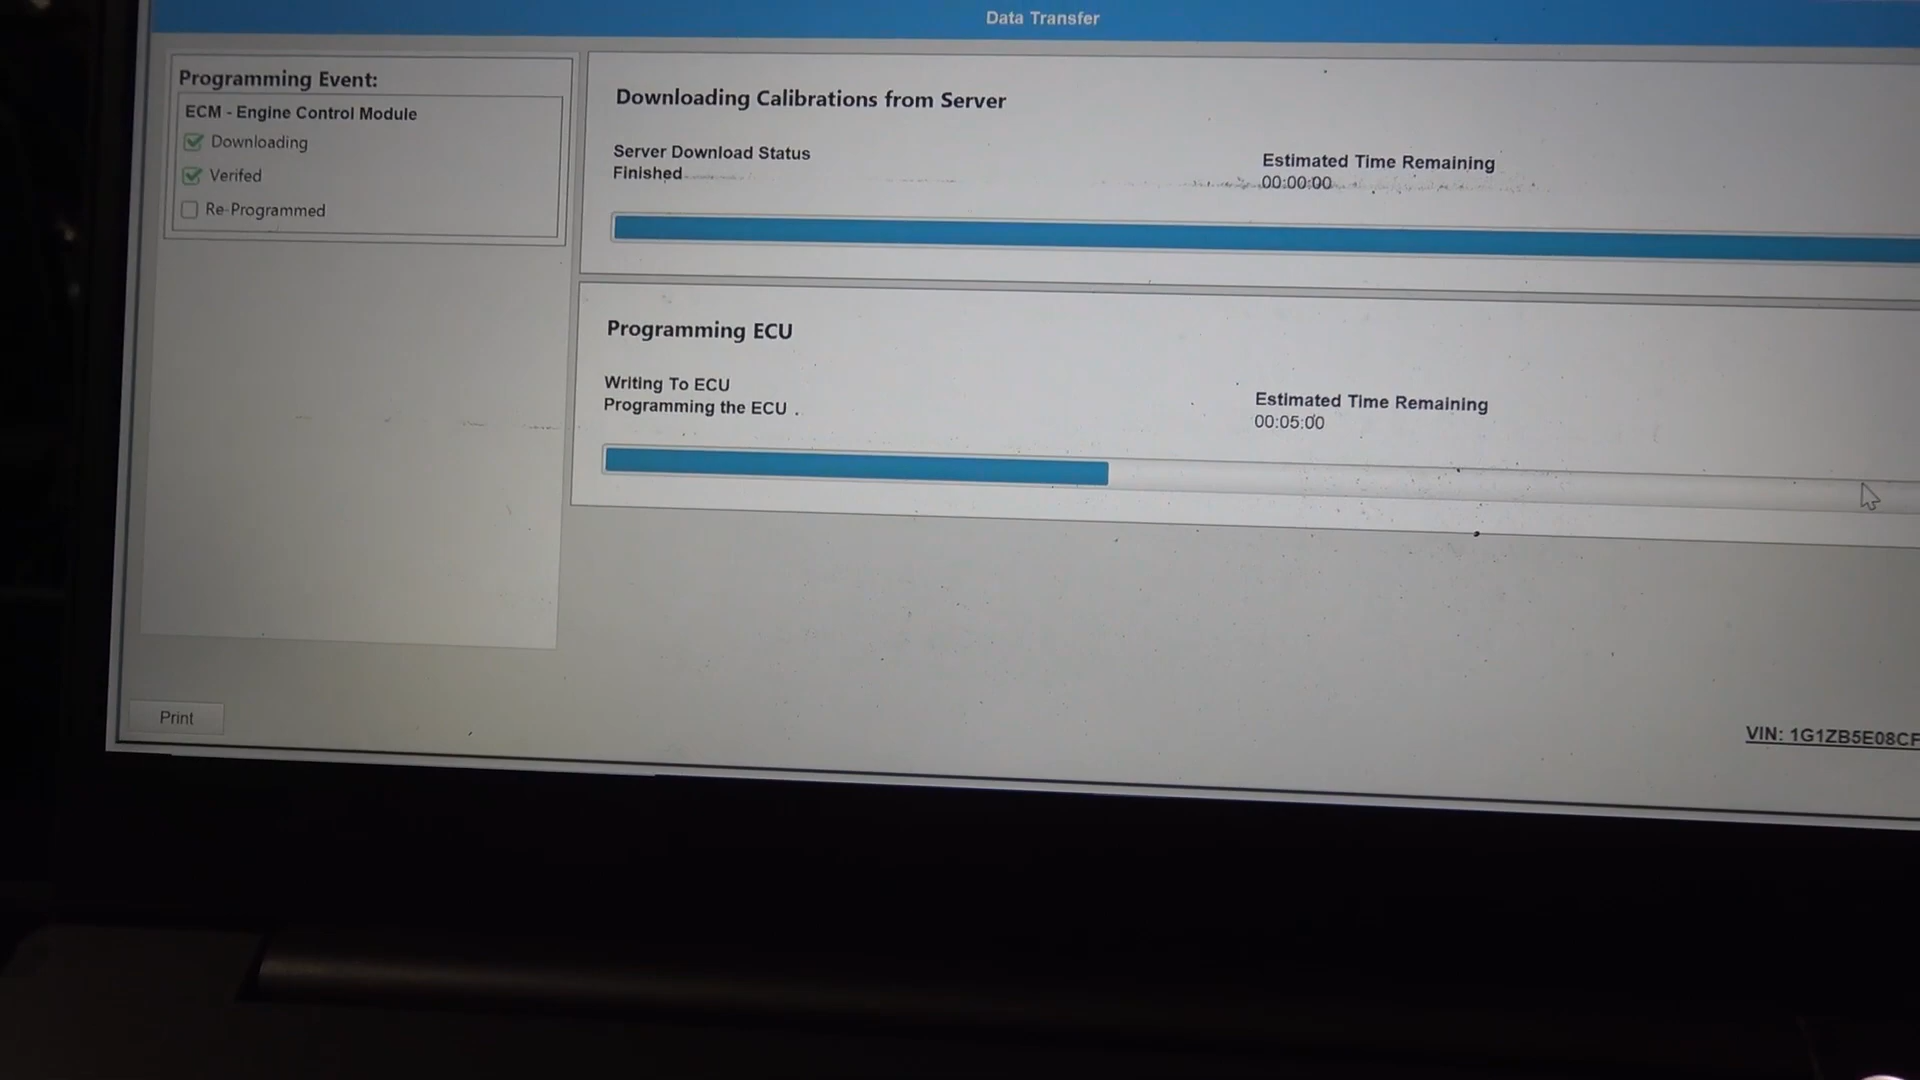 Data Transfer
Programming Event:
ECM - Engine Control Module
Downloading
Verifed
Re-Programmed
Downloading Calibrations from Server
Server Download Status
Finished
Estimated Time Remaining
00:00:00
Programming ECU
Writing To ECU
Programming the ECU .
Estimated Time Remaining
00:05:00
Print
VIN: 1G1ZB5E08CF